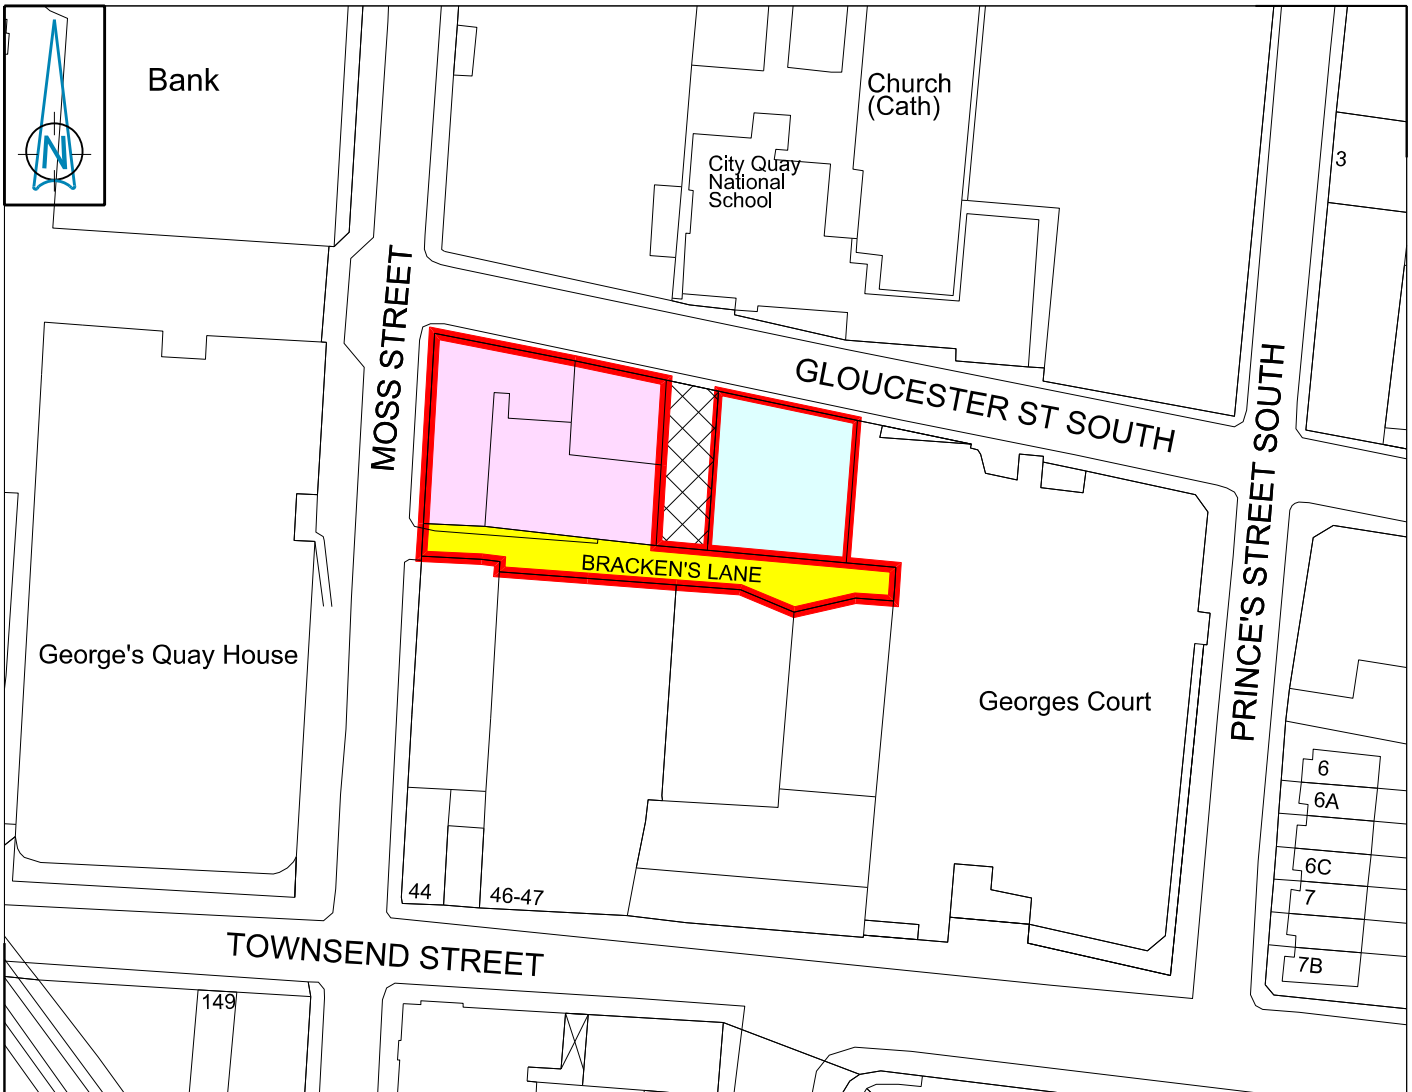 Bank
Church
(Cath)
N
City Quay
National
School
3
MOSS STREET
GLOUCESTER ST SOUTH
PRINCE'S STREET SOUTH
BRACKEN'S LANE
George's Quay House
Georges Court
6
6A
6C
7
7B
44
46-47
TOWNSEND STREET
149